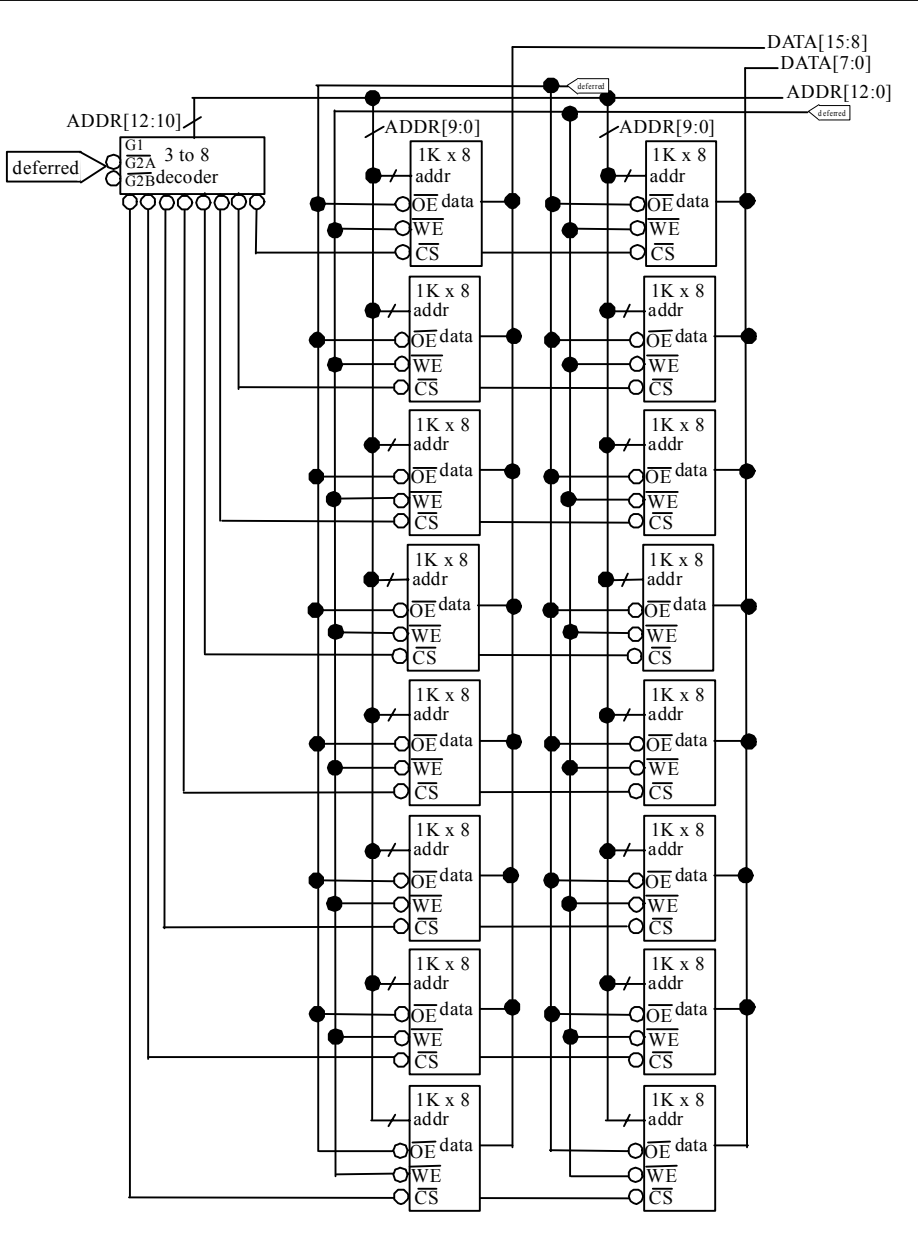 DATA[15:8]
DATA[7:0]
deferred
ADDR[12:0]
deferred
ADDR[12:10]
ADDR[9:0]
ADDR[9:0]
deferred
G1
G2A
G2B
3 to 8
decoder
1K x 8
addr
OE data
WE
CS
1K x 8
addr
OE data
WE
CS
1K x 8
addr
OE data
WE
CS
1K x 8
addr
OE data
WE
CS
1K x 8
addr
OE data
WE
CS
1K x 8
addr
OE data
WE
CS
1K x 8
addr
OE data
WE
CS
1K x 8
addr
OE data
WE
CS
1K x 8
addr
OE data
WE
CS
1K x 8
addr
OE data
WE
CS
1K x 8
addr
OE data
WE
CS
1K x 8
addr
OE data
WE
CS
1K x 8
addr
OE data
WE
CS
1K x 8
addr
OE data
WE
CS
1K x 8
addr
OE data
WE
CS
1K x 8
addr
OE data
WE
CS